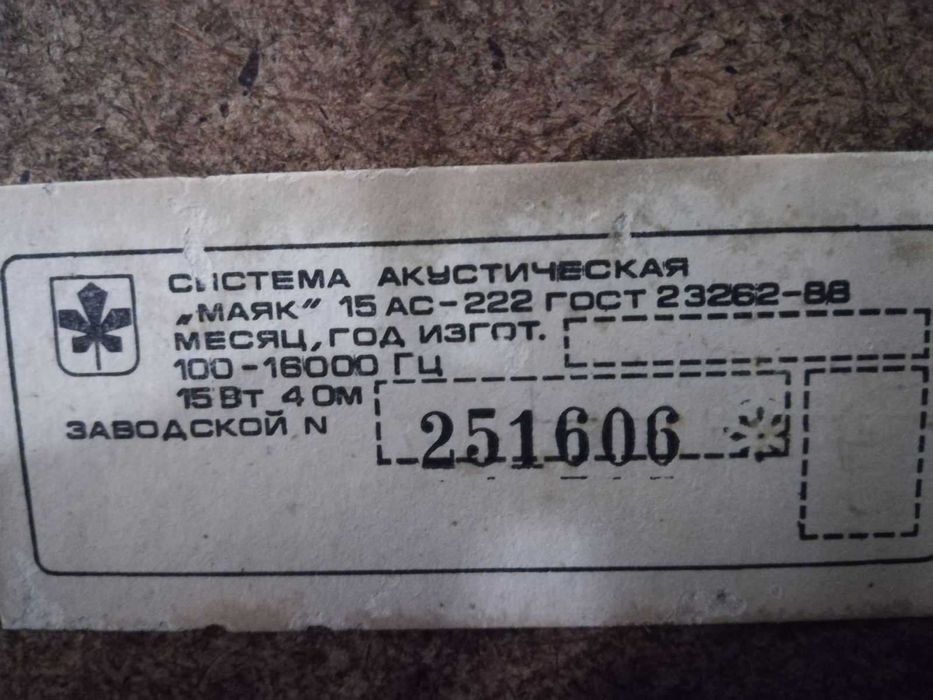 СИСТЕМА АКУСТИЧЕСКАЯ
„МАЯК” 15 АС-222 ГОСТ 23262-88
МЕСЯЦ, ГОД ИЗГОТ.
100-16000 ГЦ
15 Вт 4 Ом
ЗАВОДСКОЙ N 251606